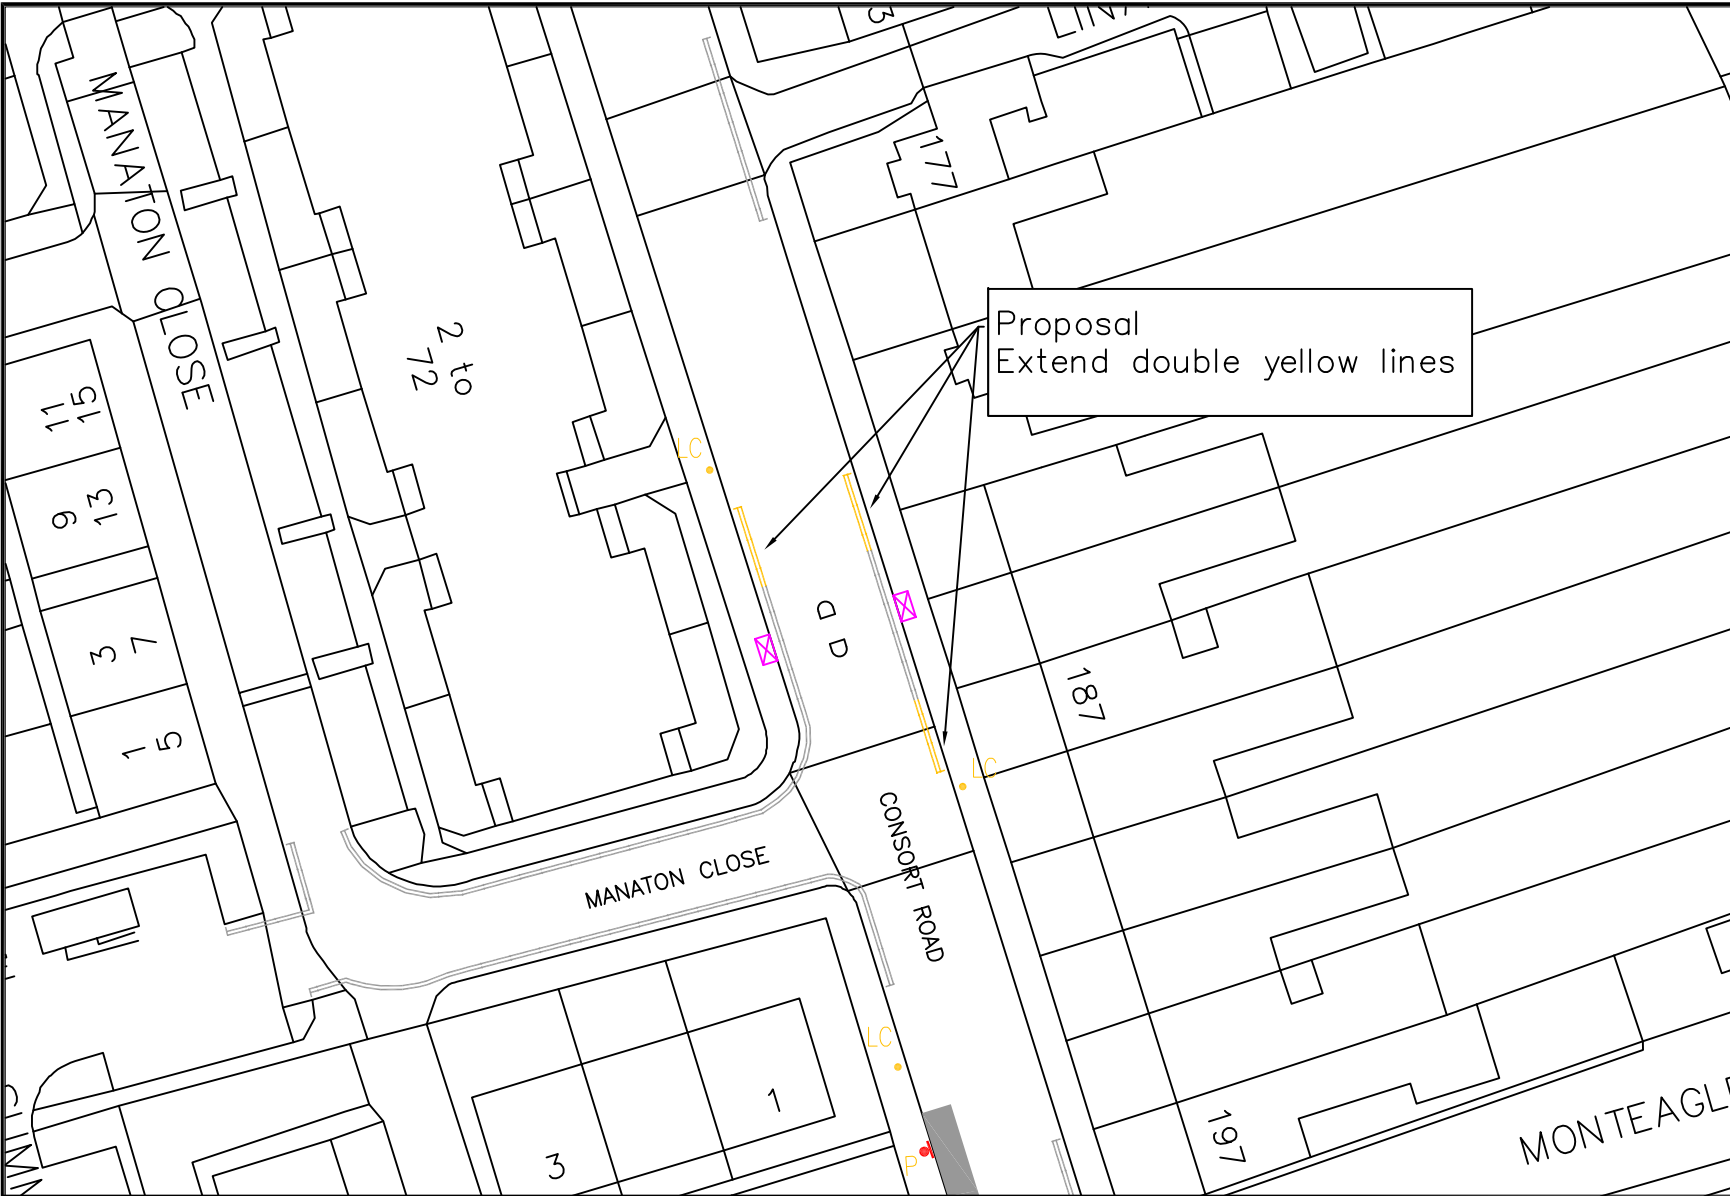 MANATON CLOSE
2 to
72
177
Proposal
Extend double yellow lines
11
15
9
13
3
7
1
5
LC
D
D
187
LC
MANATON CLOSE
CONSORT ROAD
LC
P
1
3
197
MONTEAGLE